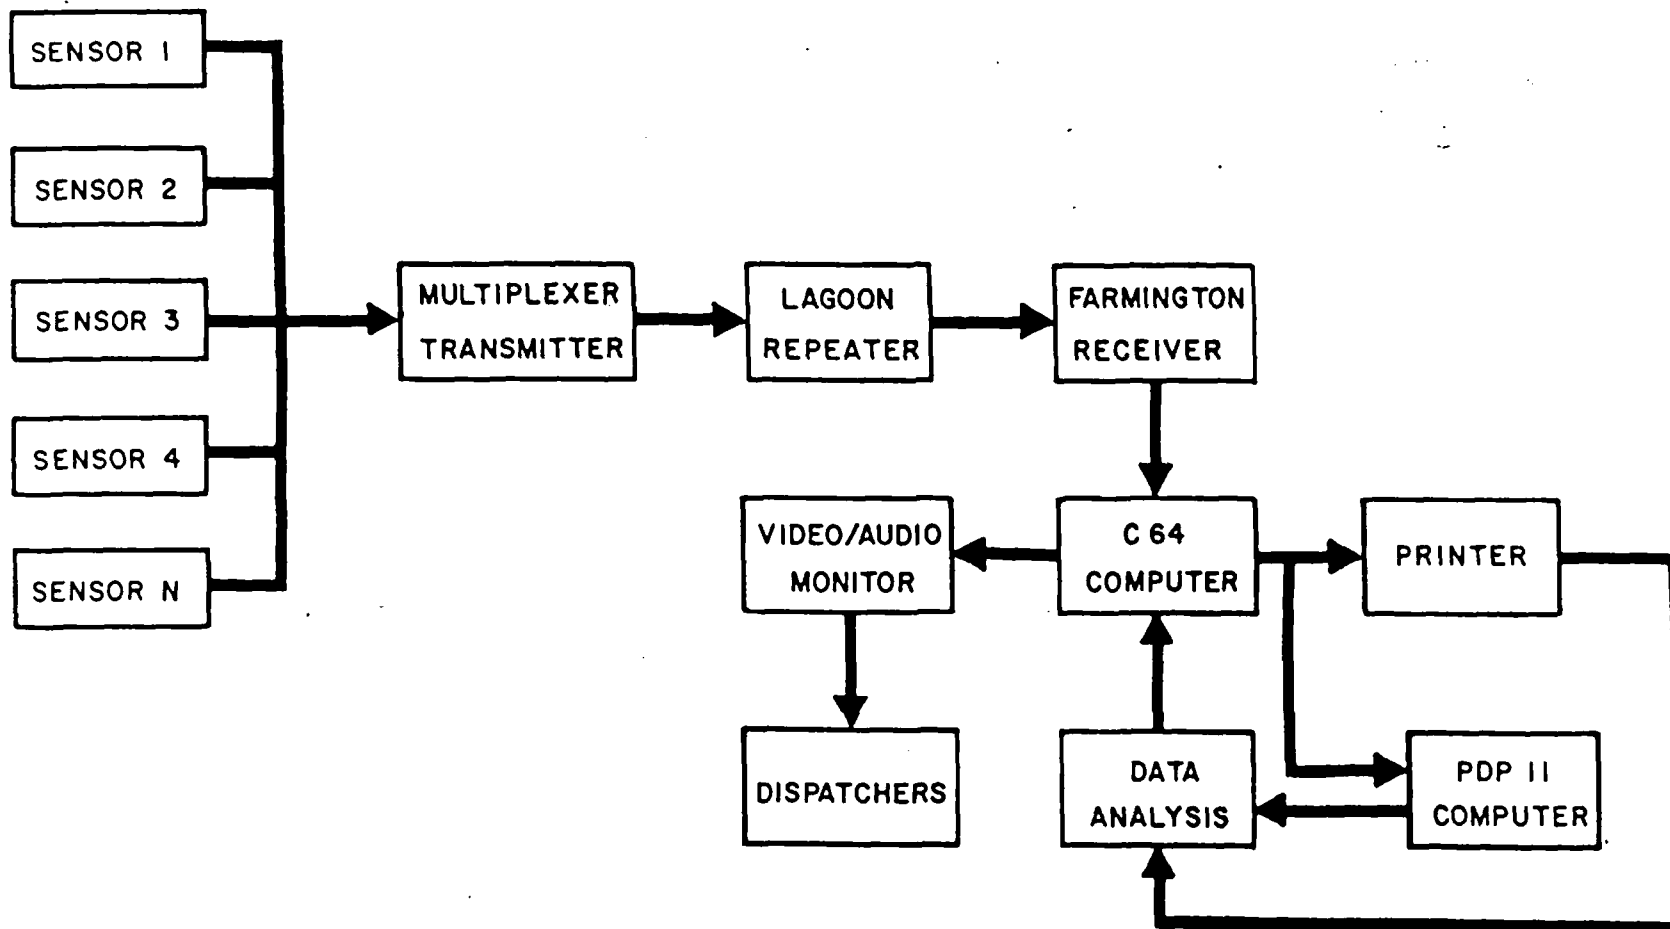 SENSOR 1
SENSOR 2
SENSOR 3
SENSOR 4
SENSOR N
MULTIPLEXER
TRANSMITTER
LAGOON
REPEATER
FARMINGTON
RECEIVER
VIDEO/AUDIO
MONITOR
C 64
COMPUTER
PRINTER
DISPATCHERS
DATA
ANALYSIS
PDP 11
COMPUTER